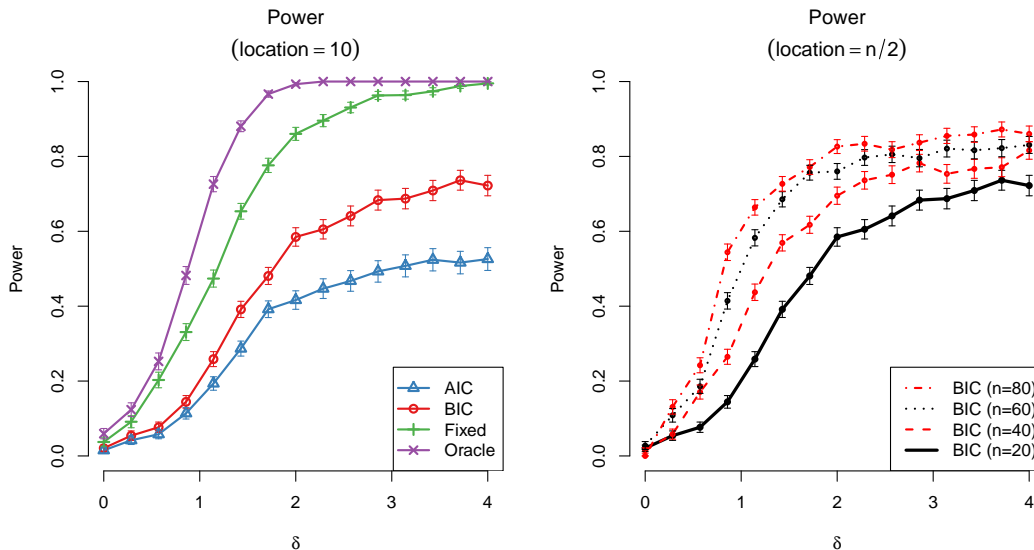 Power
(location = 10)
Power
1.0
0.8
0.6
0.4
0.2
0.0
0
1
2
3
4
δ
AIC
BIC
Fixed
Oracle
Power
(location = n/2)
Power
1.0
0.8
0.6
0.4
0.2
0.0
0
1
2
3
4
δ
BIC (n=80)
BIC (n=60)
BIC (n=40)
BIC (n=20)